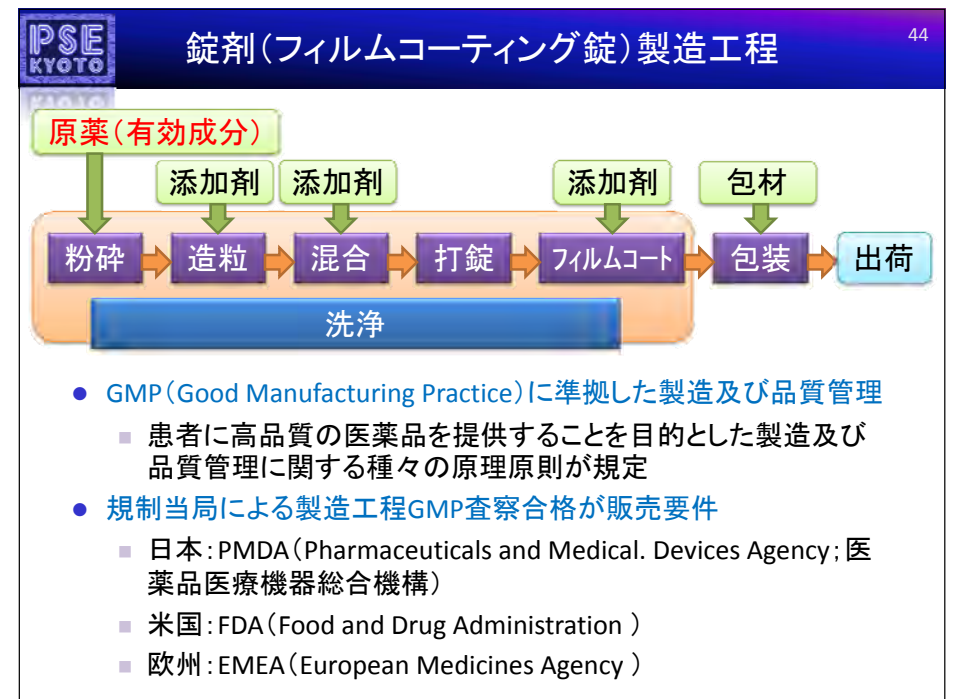 PSE
KYOTO
錠剤(フィルムコーティング錠)製造工程
44
原薬(有効成分)
添加剤
添加剤
添加剤
包材
粉砕
造粒
混合
打錠
フィルムコート
包装
出荷
洗浄
● GMP(Good Manufacturing Practice)に準拠した製造及び品質管理
■ 患者に高品質の医薬品を提供することを目的とした製造及び
品質管理に関する種々の原理原則が規定
● 規制当局による製造工程GMP査察合格が販売要件
■ 日本:PMDA(Pharmaceuticals and Medical. Devices Agency;医
薬品医療機器総合機構)
■ 米国:FDA(Food and Drug Administration )
■ 欧州:EMEA(European Medicines Agency )